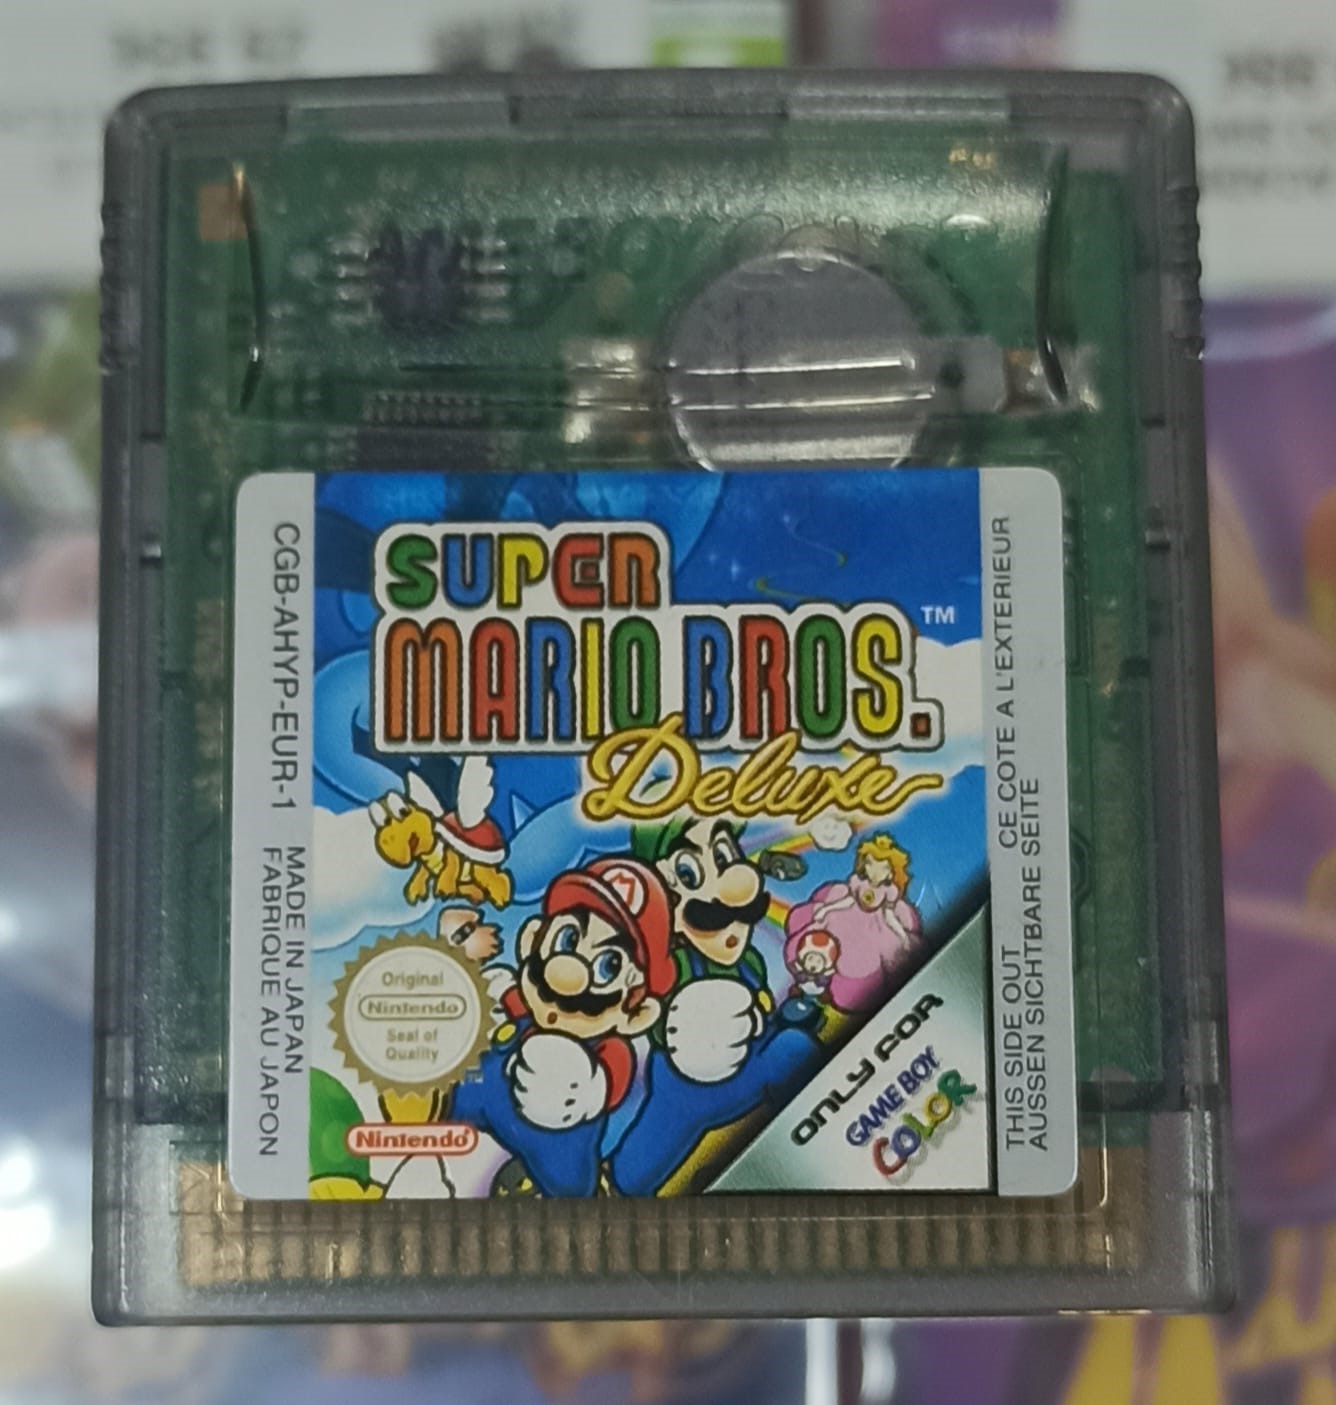 SUPER
MARIO BROS.
TM
Deluxe
Original
Nintendo
Seal of
Quality
TM
Nintendo
ONLY FOR
GAME BOY
COLOR
CGB-AHYP-EUR-1
MADE IN JAPAN
FABRIQUE AU JAPON
THIS SIDE OUT
CE COTE A L'EXTERIEUR
AUSSEN SICHTBARE SEITE